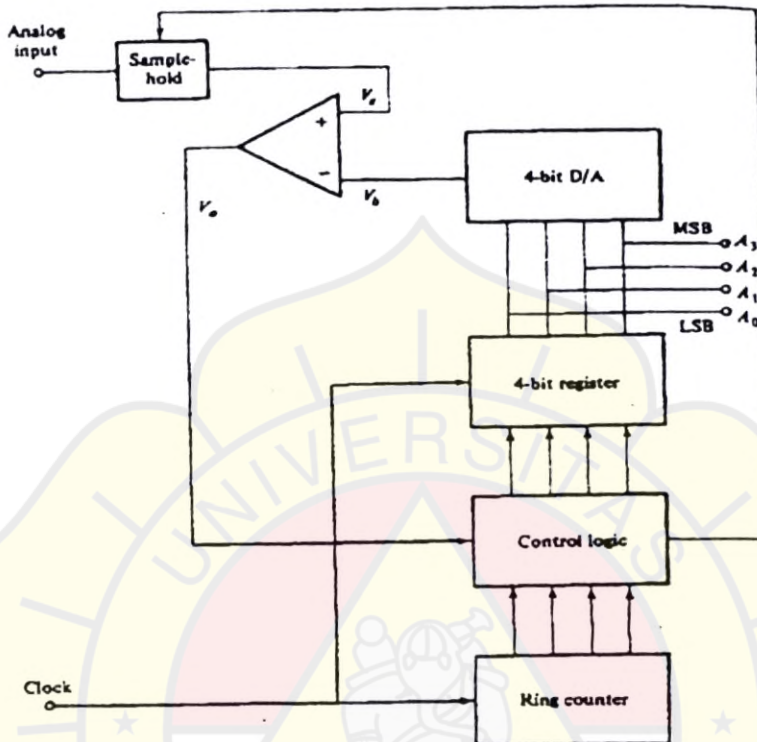 Analog
input
Sample-
hold
Va
+
−
Vb
Vo
4-bit D/A
MSB
A3
A2
A1
A0
LSB
4-bit register
UNIVERSITAS
Control logic
Clock
Ring counter